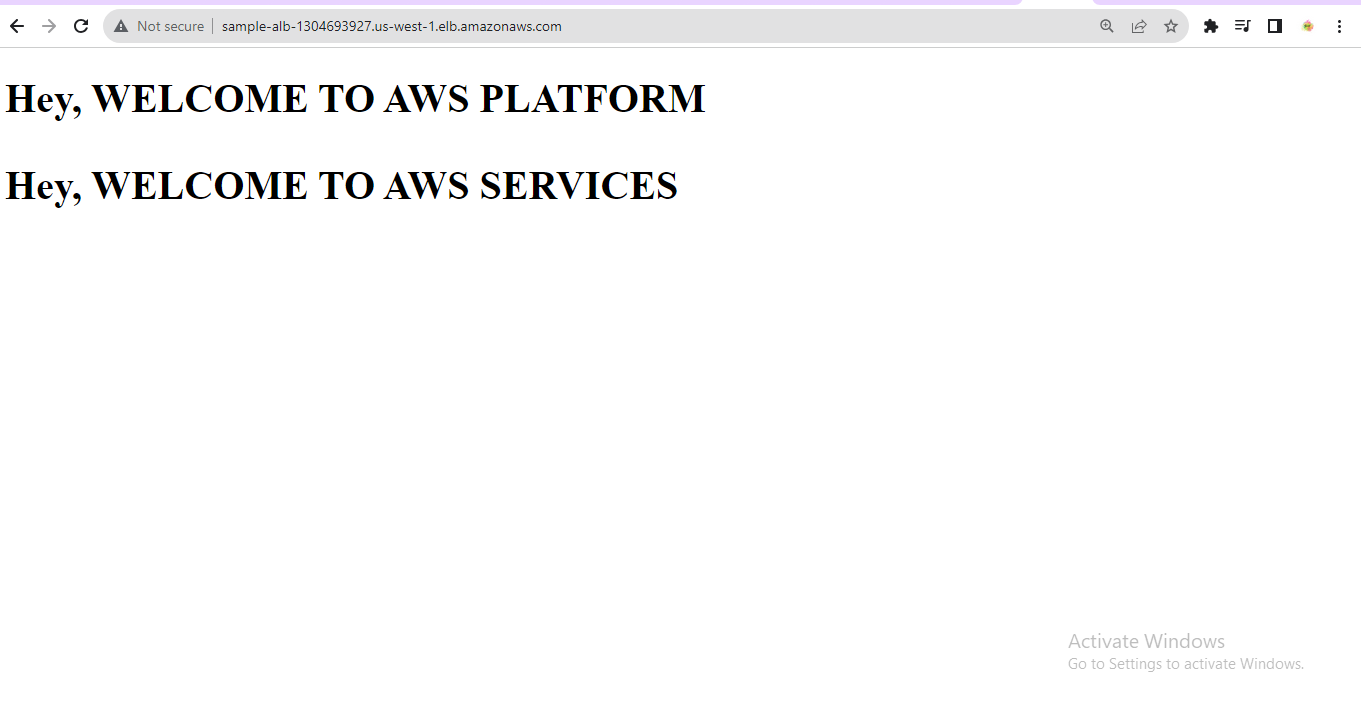 Not secure
sample-alb-1304693927.us-west-1.elb.amazonaws.com
Hey, WELCOME TO AWS PLATFORM
Hey, WELCOME TO AWS SERVICES
Activate Windows
Go to Settings to activate Windows.